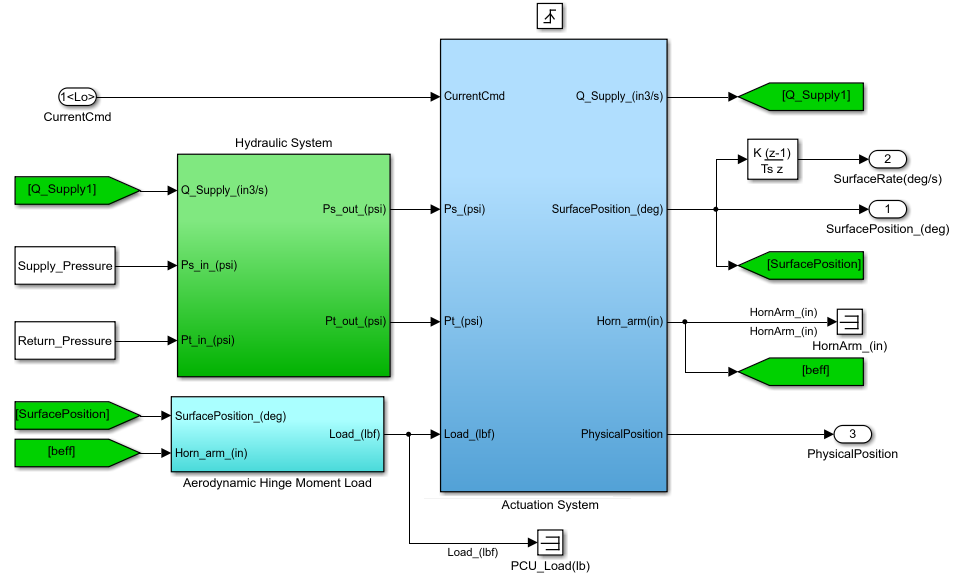 1<Lo>
CurrentCmd
Hydraulic System
[Q_Supply1]
Supply_Pressure
Return_Pressure
Q_Supply_(in3/s)
Ps_in_(psi)
Pt_in_(psi)
Ps_out_(psi)
Pt_out_(psi)
[SurfacePosition]
[beff]
SurfacePosition_(deg)
Horn_arm_(in)
Load_(lbf)
Aerodynamic Hinge Moment Load
CurrentCmd
Ps_(psi)
Pt_(psi)
Load_(lbf)
Q_Supply_(in3/s)
SurfacePosition_(deg)
Horn_arm(in)
PhysicalPosition
Actuation System
Load_(lbf)
PCU_Load(lb)
[Q_Supply1]
K (z-1)
Ts z
2
SurfaceRate(deg/s)
1
SurfacePosition_(deg)
[SurfacePosition]
HornArm_(in)
HornArm_(in)
HornArm_(in)
[beff]
3
PhysicalPosition